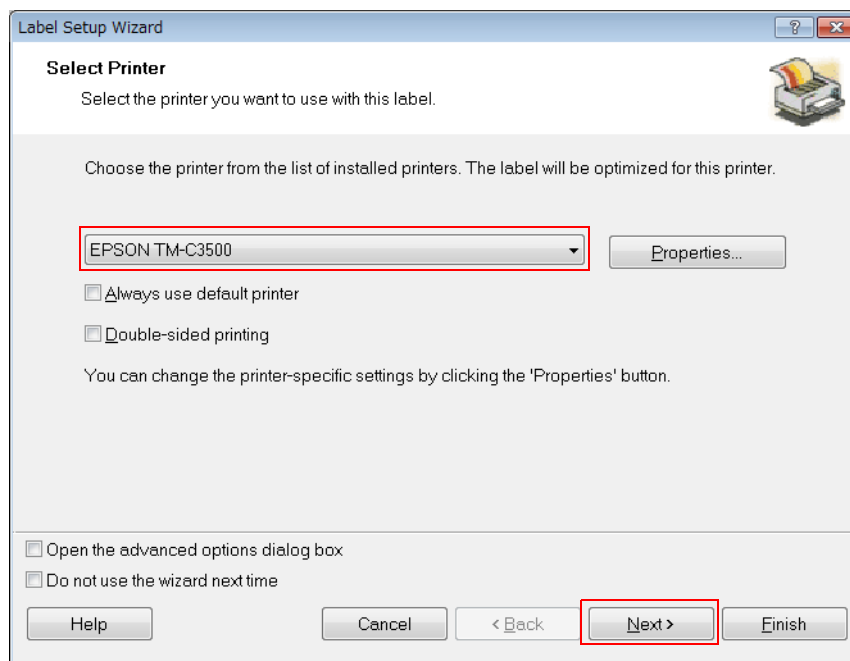 Label Setup Wizard
?
Select Printer
Select the printer you want to use with this label.
Choose the printer from the list of installed printers. The label will be optimized for this printer.
EPSON TM-C3500
Properties...
Always use default printer
Double-sided printing
You can change the printer-specific settings by clicking the 'Properties' button.
Open the advanced options dialog box
Do not use the wizard next time
Help Cancel < Back Next > Finish